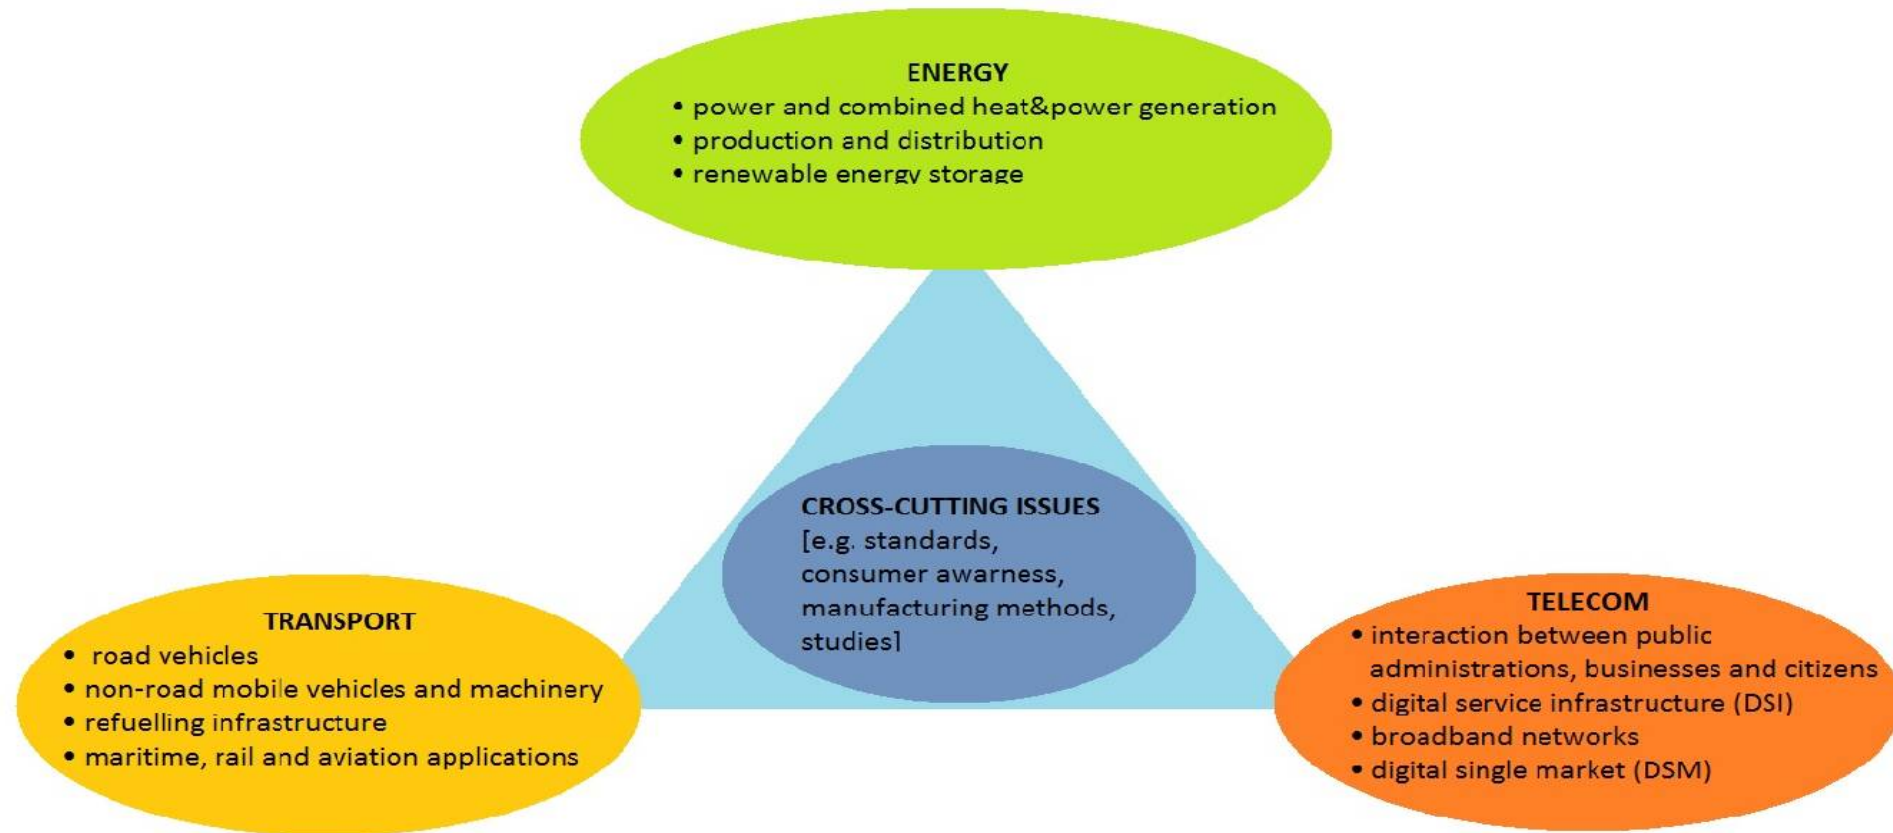 ENERGY
• power and combined heat&power generation
• production and distribution
• renewable energy storage
CROSS-CUTTING ISSUES
[e.g. standards,
consumer awarness,
manufacturing methods,
studies]
TRANSPORT
• road vehicles
• non-road mobile vehicles and machinery
• refuelling infrastructure
• maritime, rail and aviation applications
TELECOM
• interaction between public
administrations, businesses and citizens
• digital service infrastructure (DSI)
• broadband networks
• digital single market (DSM)